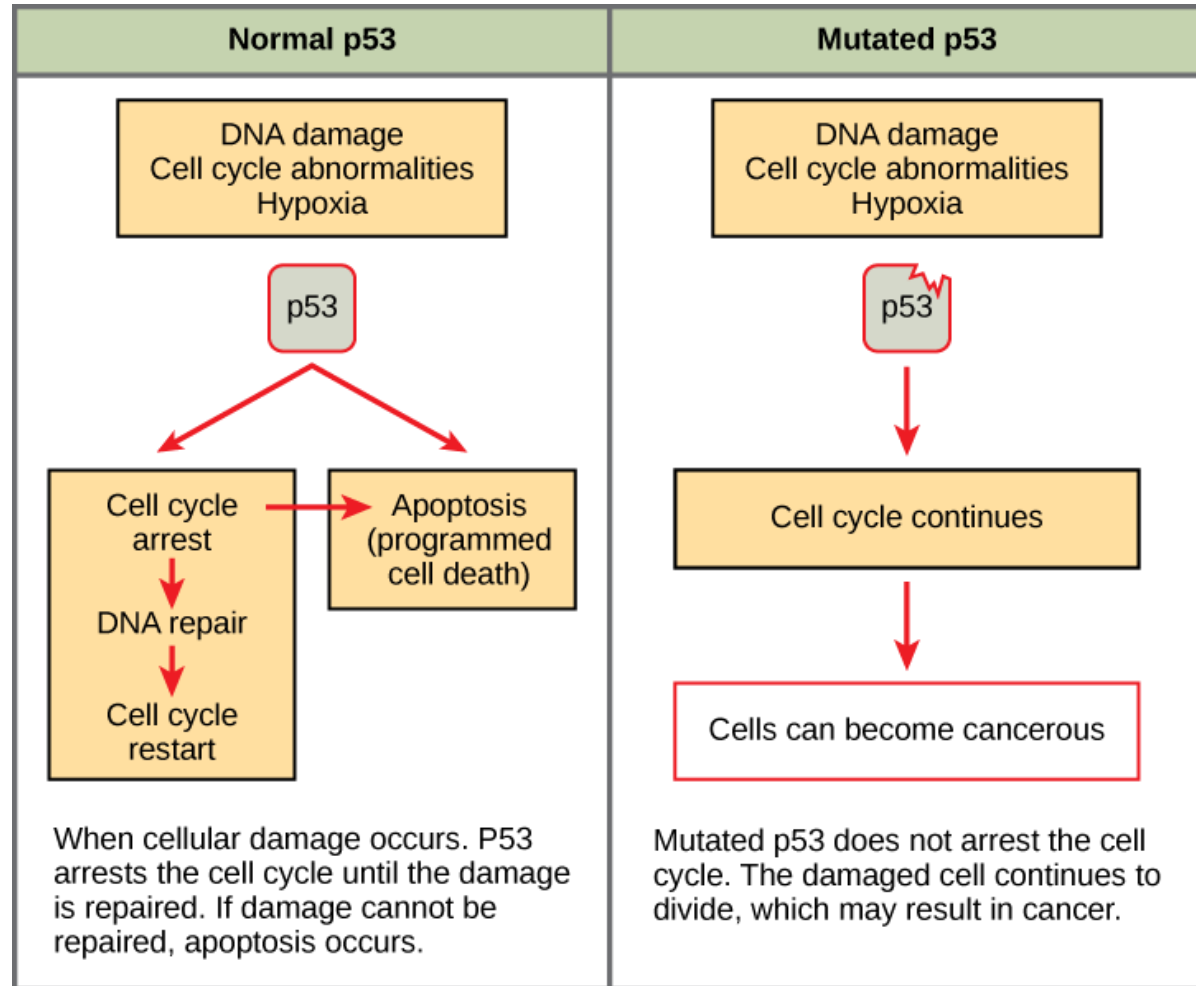 Normal p53
DNA damage
Cell cycle abnormalities
Hypoxia
p53
Cell cycle
arrest
DNA repair
Cell cycle
restart
Apoptosis
(programmed
cell death)
When cellular damage occurs. P53
arrests the cell cycle until the damage
is repaired. If damage cannot be
repaired, apoptosis occurs.
Mutated p53
DNA damage
Cell cycle abnormalities
Hypoxia
p53
Cell cycle continues
Cells can become cancerous
Mutated p53 does not arrest the cell
cycle. The damaged cell continues to
divide, which may result in cancer.